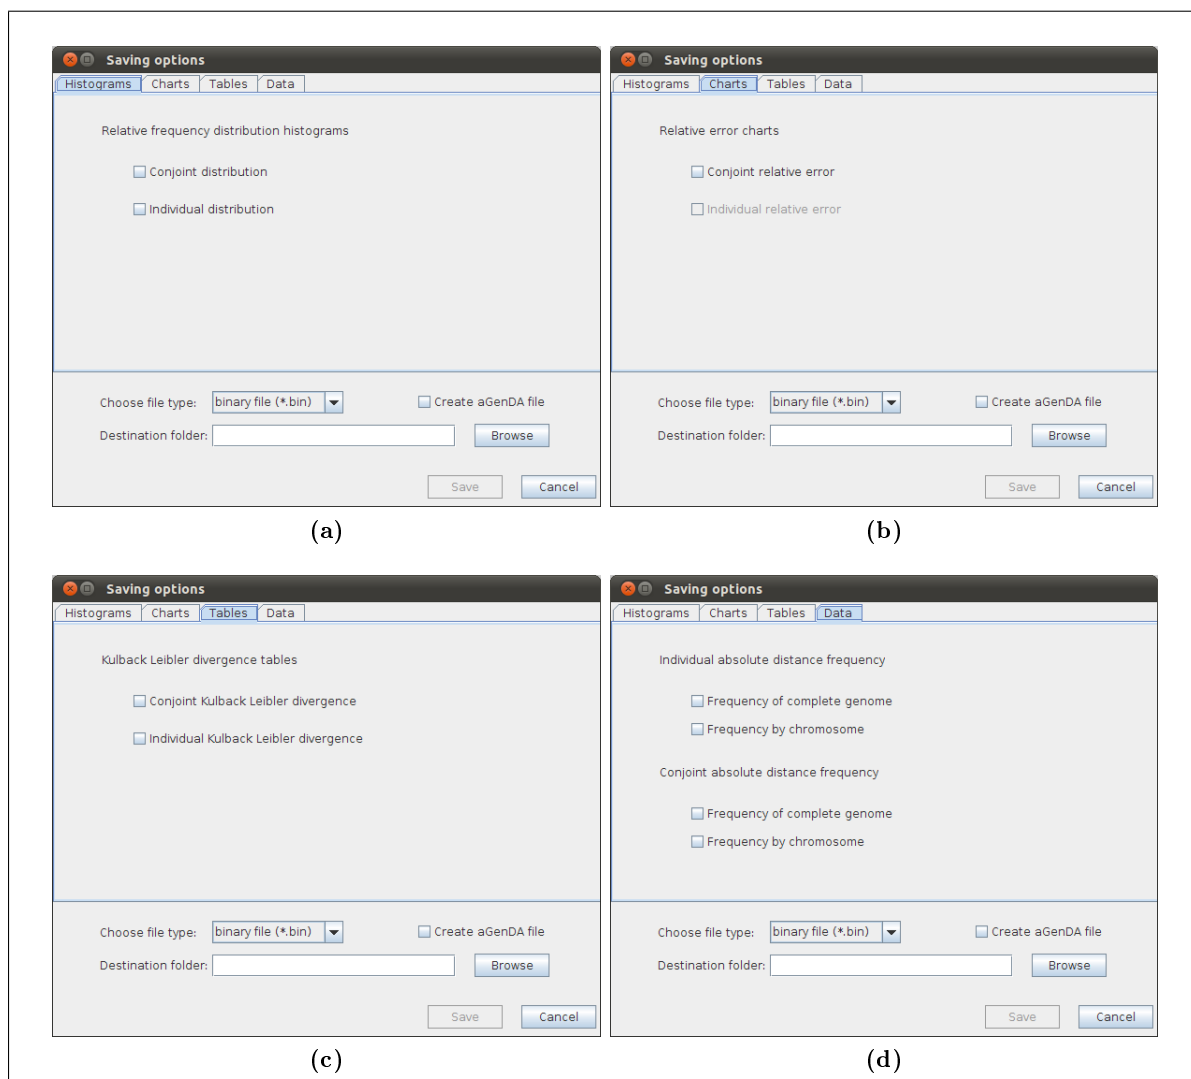 Saving options
Histograms Charts Tables Data
Relative frequency distribution histograms
Conjoint distribution
Individual distribution
Choose file type: binary file (*.bin) Create aGenDA file
Destination folder: Browse
Save Cancel
(a)
Saving options
Histograms Charts Tables Data
Relative error charts
Conjoint relative error
Individual relative error
Choose file type: binary file (*.bin) Create aGenDA file
Destination folder: Browse
Save Cancel
(b)
Saving options
Histograms Charts Tables Data
Kulback Leibler divergence tables
Conjoint Kulback Leibler divergence
Individual Kulback Leibler divergence
Choose file type: binary file (*.bin) Create aGenDA file
Destination folder: Browse
Save Cancel
(c)
Saving options
Histograms Charts Tables Data
Individual absolute distance frequency
Frequency of complete genome
Frequency by chromosome
Conjoint absolute distance frequency
Frequency of complete genome
Frequency by chromosome
Choose file type: binary file (*.bin) Create aGenDA file
Destination folder: Browse
Save Cancel
(d)